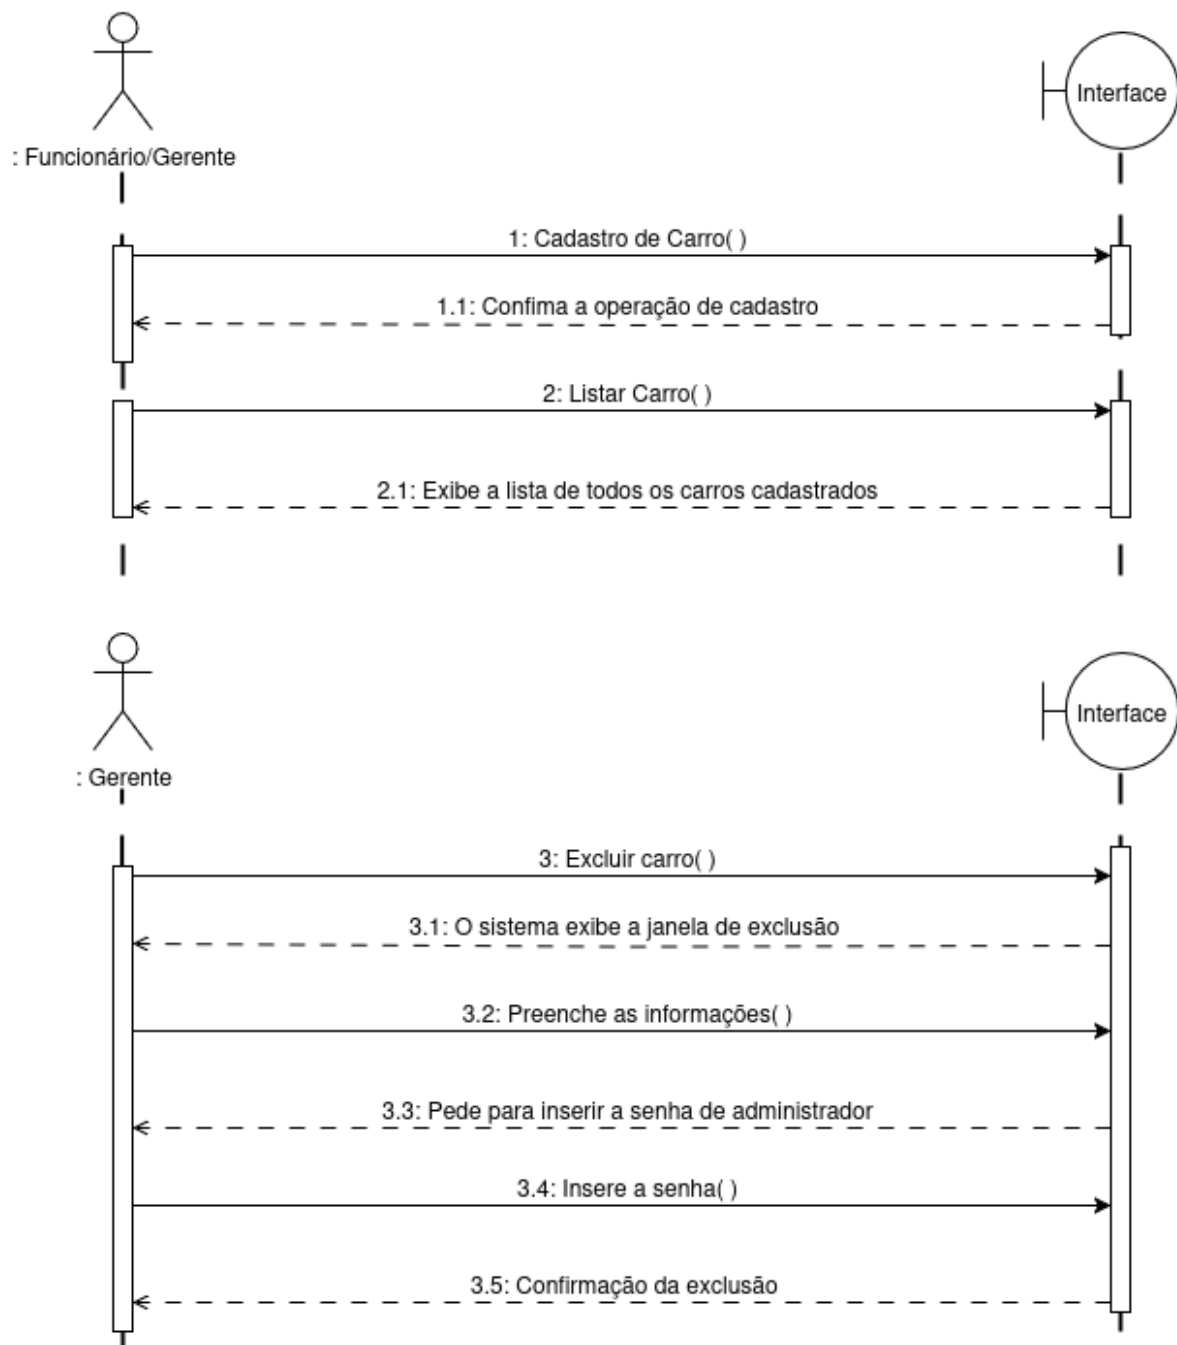 : Funcionário/Gerente
Interface
1: Cadastro de Carro( )
1.1: Confima a operação de cadastro
2: Listar Carro( )
2.1: Exibe a lista de todos os carros cadastrados
: Gerente
Interface
3: Excluir carro( )
3.1: O sistema exibe a janela de exclusão
3.2: Preenche as informações( )
3.3: Pede para inserir a senha de administrador
3.4: Insere a senha( )
3.5: Confirmação da exclusão